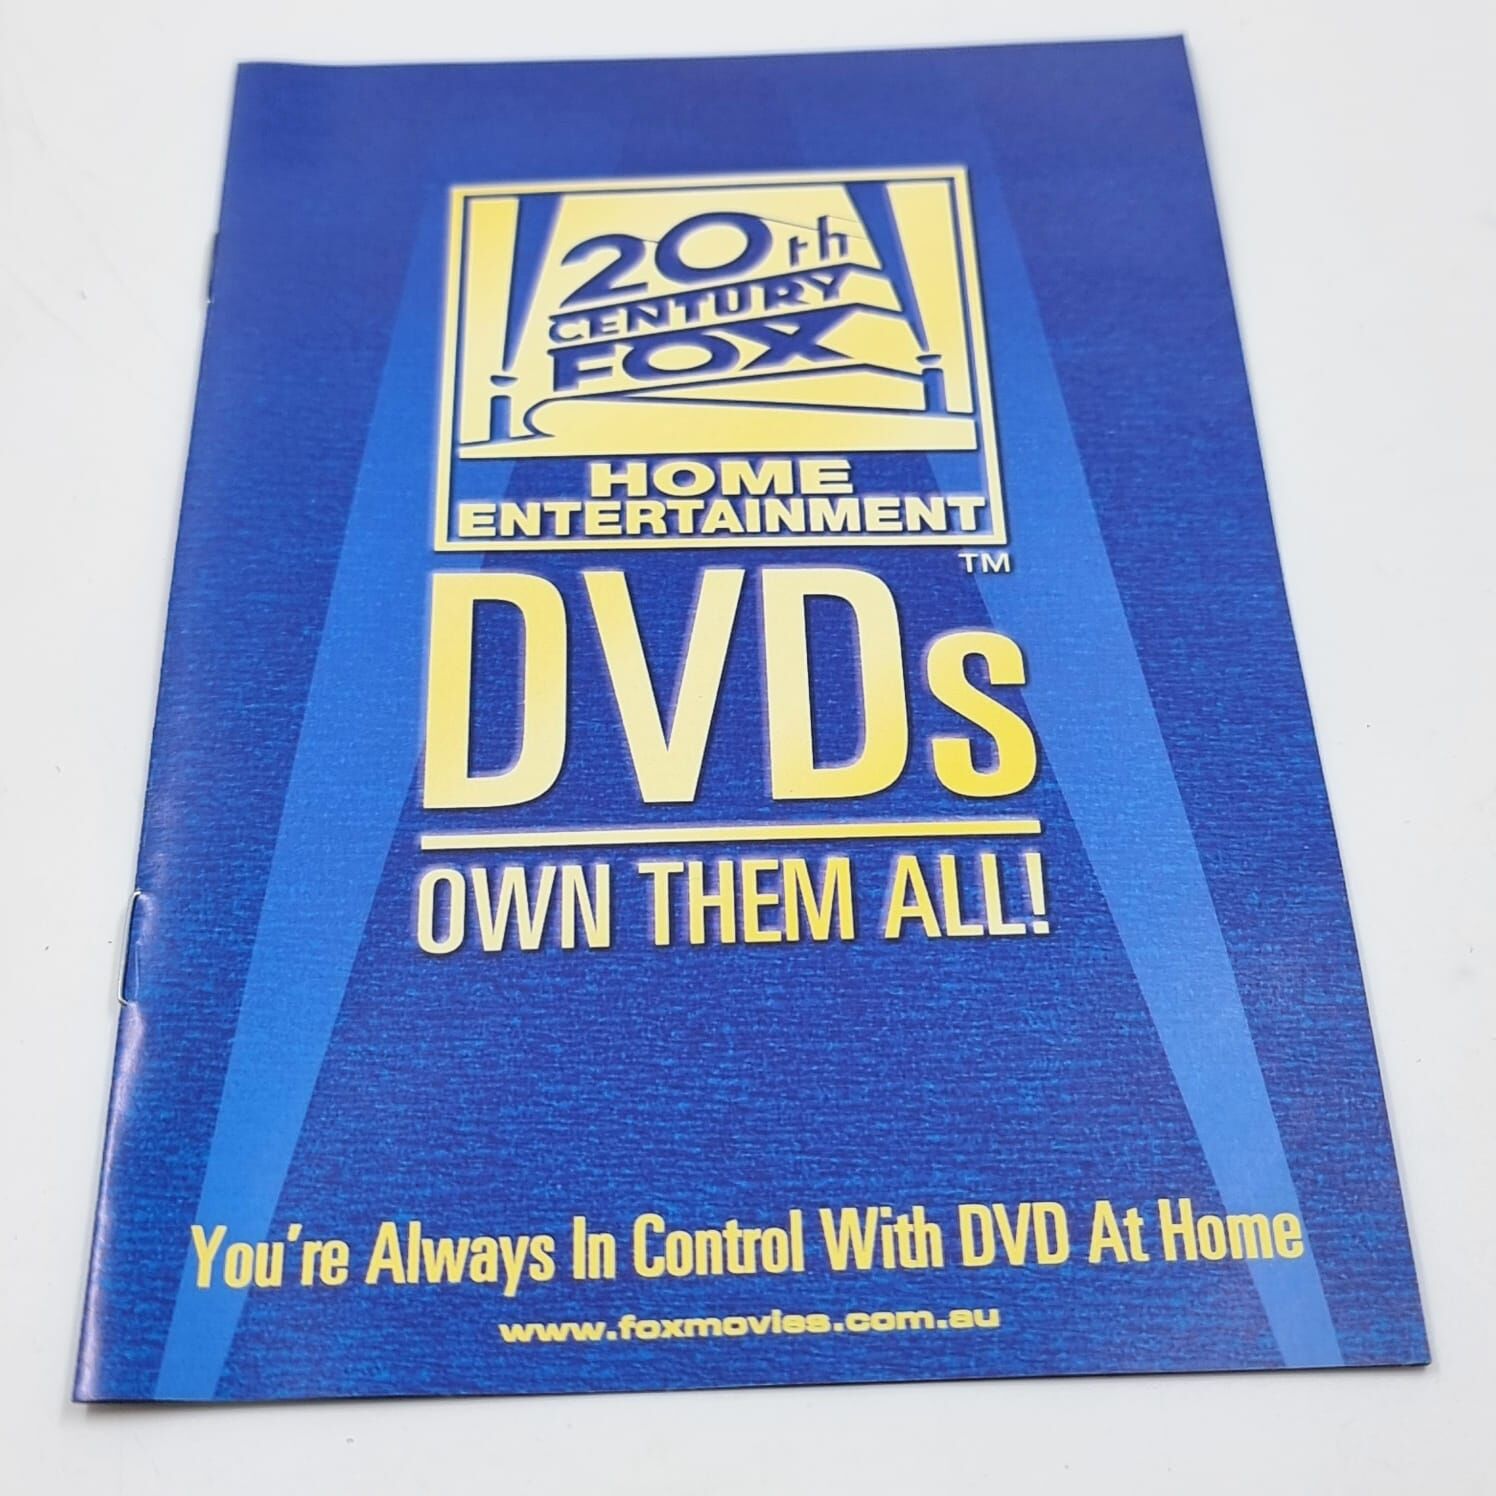 20th
CENTURY
FOX
HOME
ENTERTAINMENT
TM
DVDs
OWN THEM ALL!
You're Always In Control With DVD At Home
www.foxmovies.com.au